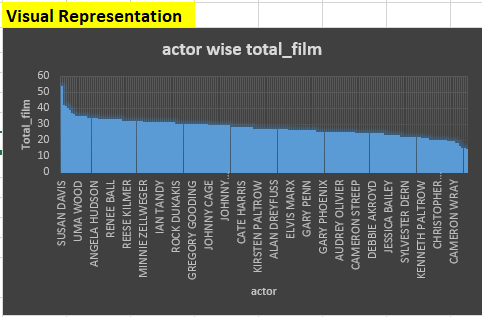 Visual Representation
actor wise total_film
Total_film
60
50
40
30
20
10
0
SUSAN DAVIS
UMA WOOD
ANGELA HUDSON
RENEE BALL
REESE KILMER
MINNIE ZELLWEGER
IAN TANDY
ROCK DUKAKIS
GREGORY GOODING
JOHNNY CAGE
JOHNNY...
CATE HARRIS
KIRSTEN PALTROW
ALAN DREYFUSS
ELVIS MARX
GARY PENN
GARY PHOENIX
AUDREY OLIVIER
CAMERON STREEP
DEBBIE AKROYD
JESSICA BAILEY
SYLVESTER DERN
KENNETH PALTROW
CHRISTOPHER...
CAMERON WRAY
actor